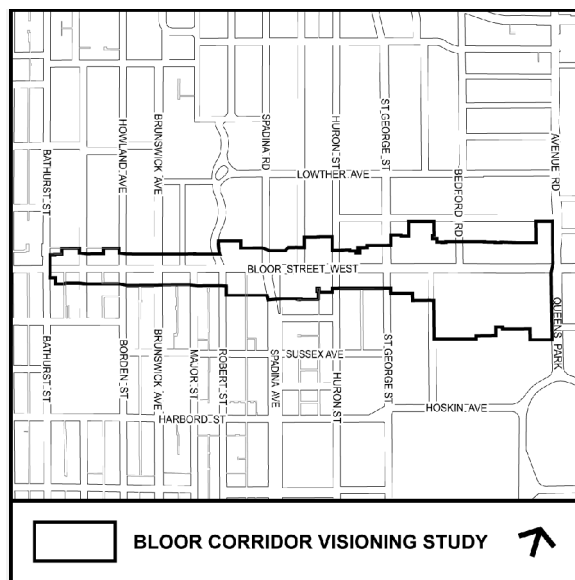 BATHURST ST
HOWLAND AVE
BRUNSWICK AVE
SPADINA RD
HURON ST
ST GEORGE ST
BEDFORD RD
AVENUE RD
LOWTHER AVE
BLOOR STREET WEST
QUEENS PARK
BATHURST ST
BORDEN ST
BRUNSWICK AVE
MAJOR ST
ROBERT ST
SPADINA AVE
SUSSEX AVE
HURON ST
ST GEORGE ST
HARBORD ST
HOSKIN AVE
BLOOR CORRIDOR VISIONING STUDY